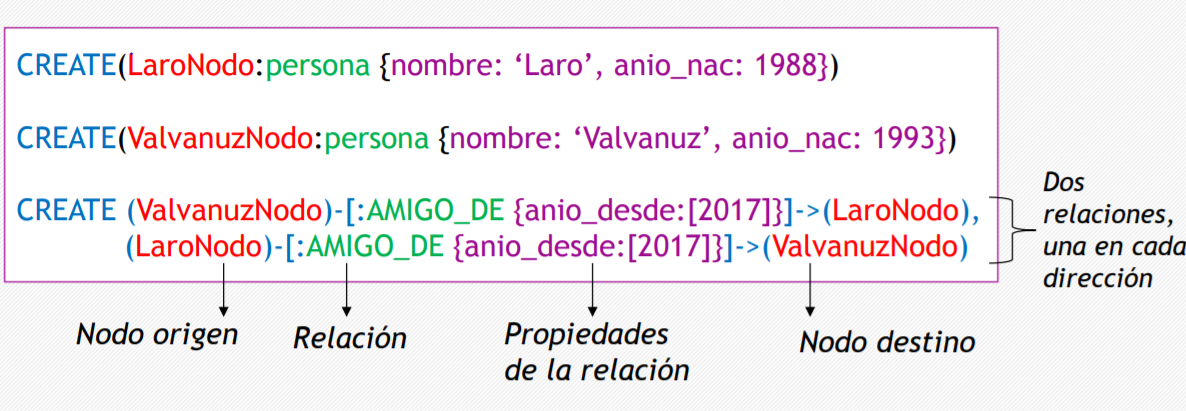 CREATE(LaroNodo:persona {nombre: ‘Laro’, anio_nac: 1988})
CREATE(ValvanuzNodo:persona {nombre: ‘Valvanuz’, anio_nac: 1993})
CREATE (ValvanuzNodo)-[:AMIGO_DE {anio_desde:[2017]}]->(LaroNodo),
(LaroNodo)-[:AMIGO_DE {anio_desde:[2017]}]->(ValvanuzNodo)
Dos
relaciones,
una en cada
dirección
Nodo origen
Relación
Propiedades
de la relación
Nodo destino